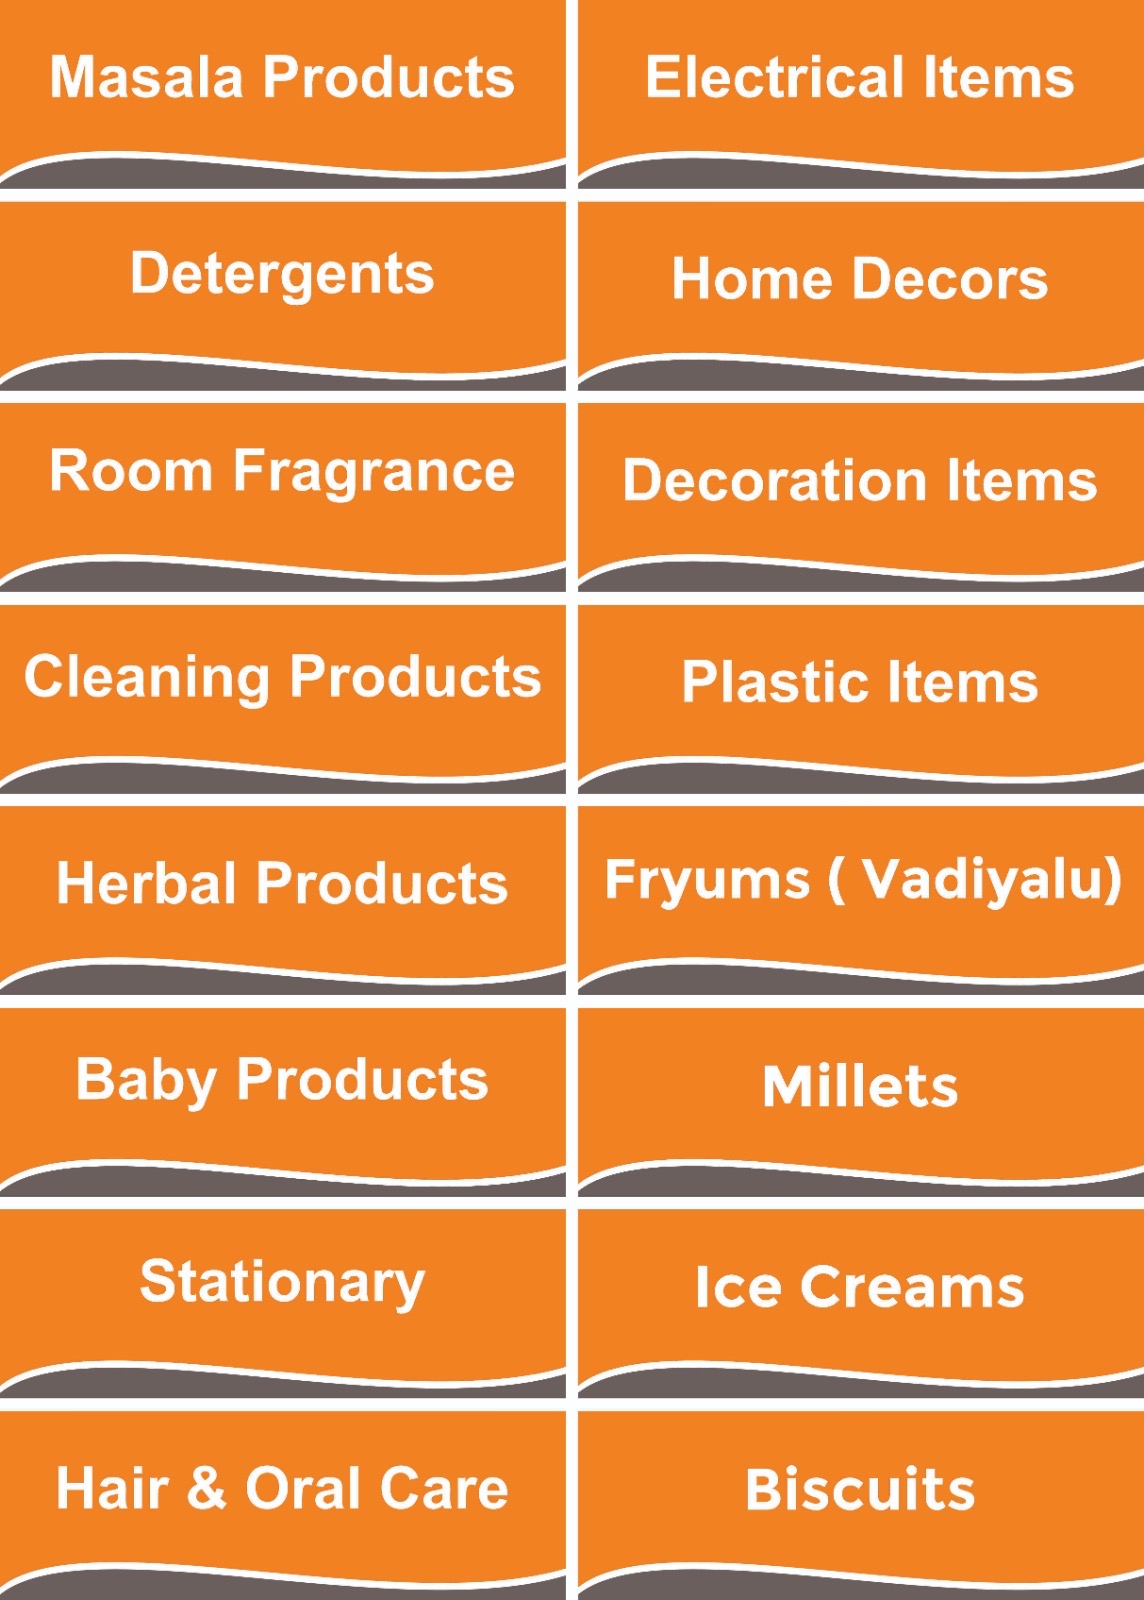 Masala Products
Electrical Items
Detergents
Home Decors
Room Fragrance
Decoration Items
Cleaning Products
Plastic Items
Herbal Products
Fryums ( Vadiyalu)
Baby Products
Millets
Stationary
Ice Creams
Hair & Oral Care
Biscuits